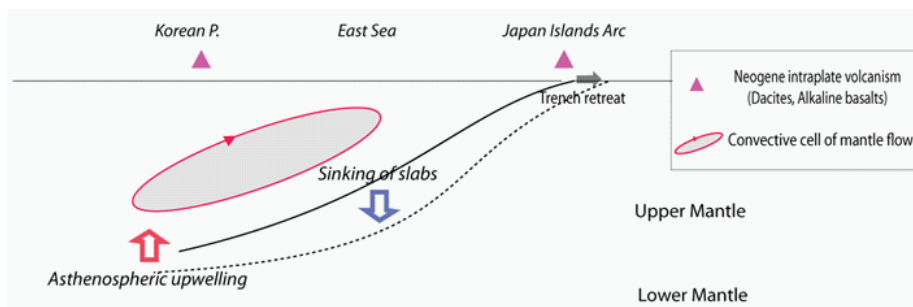 Korean P.
East Sea
Japan Islands Arc
Trench retreat
Neogene intraplate volcanism
(Dacites, Alkaline basalts)
Convective cell of mantle flow
Sinking of slabs
Upper Mantle
Asthenospheric upwelling
Lower Mantle